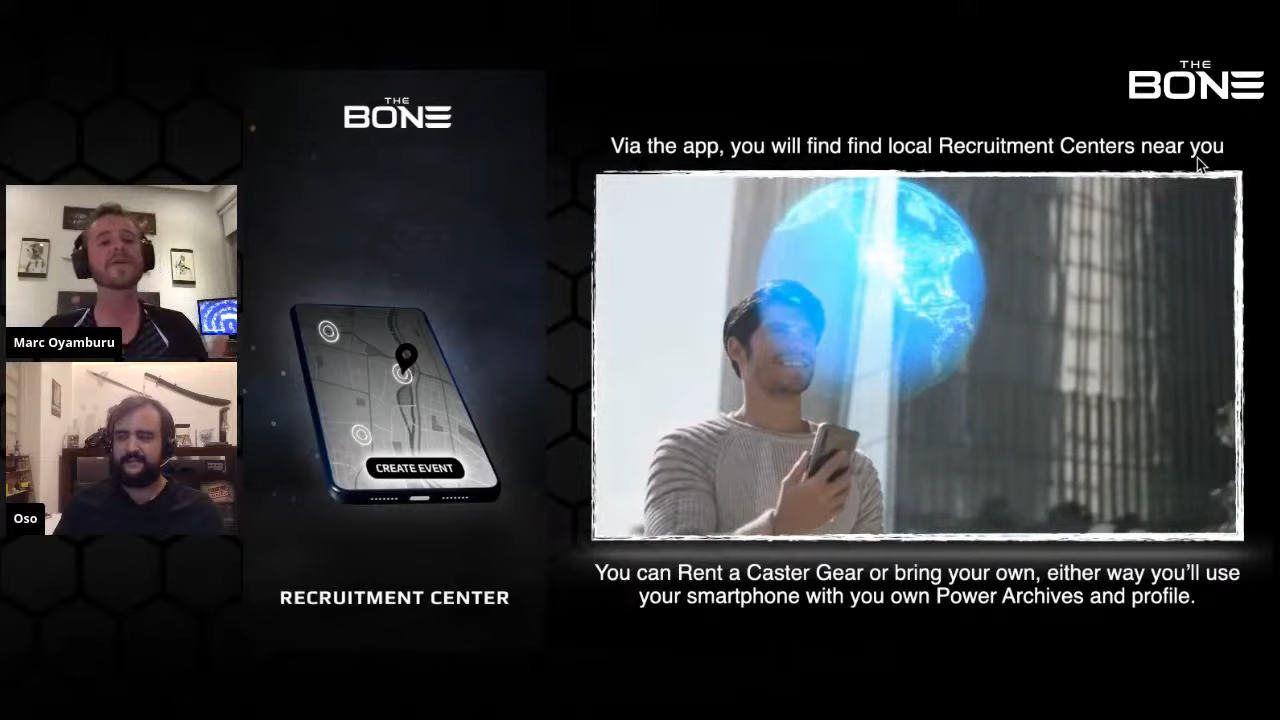 THE
BONE
THE
BONE
Via the app, you will find find local Recruitment Centers near you
Marc Oyamburu
Oso
CREATE EVENT
RECRUITMENT CENTER
You can Rent a Caster Gear or bring your own, either way you'll use
your smartphone with you own Power Archives and profile.